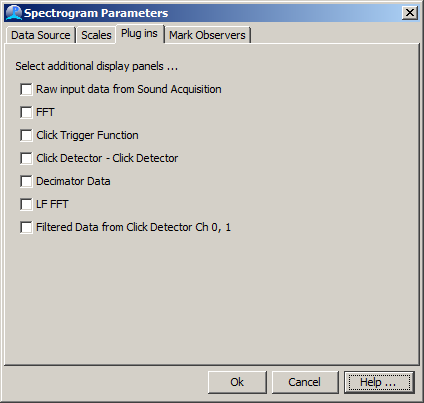 Spectrogram Parameters
Data Source Scales Plug ins Mark Observers
Select additional display panels ...
Raw input data from Sound Acquisition
FFT
Click Trigger Function
Click Detector - Click Detector
Decimator Data
LF FFT
Filtered Data from Click Detector Ch 0, 1
Ok Cancel Help ...